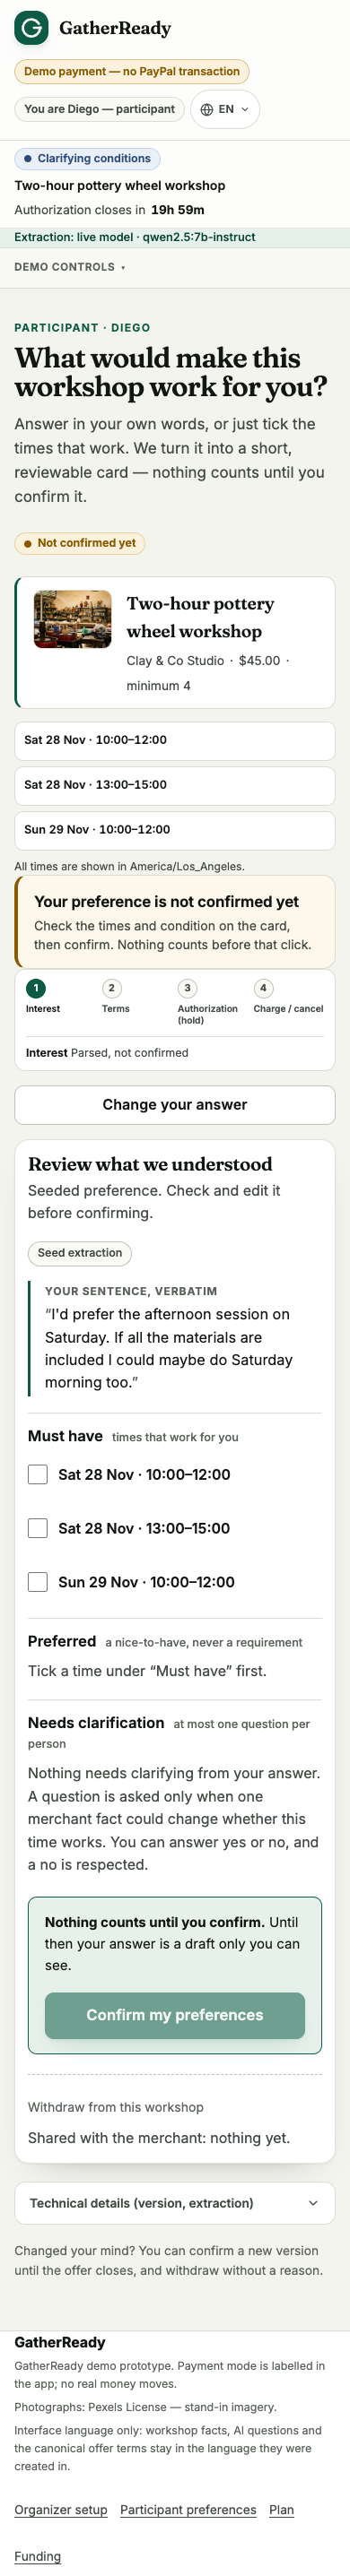 GatherReady
Demo payment — no PayPal transaction
You are Diego — participant
EN
Clarifying conditions
Two-hour pottery wheel workshop
Authorization closes in 19h 59m
Extraction: live model · qwen2.5:7b-instruct
DEMO CONTROLS
PARTICIPANT · DIEGO
What would make this
workshop work for you?
Answer in your own words, or just tick the
times that work. We turn it into a short,
reviewable card — nothing counts until you
confirm it.
Not confirmed yet
Two-hour pottery
wheel workshop
Clay & Co Studio · $45.00 ·
minimum 4
Sat 28 Nov · 10:00–12:00
Sat 28 Nov · 13:00–15:00
Sun 29 Nov · 10:00–12:00
All times are shown in America/Los_Angeles.
Your preference is not confirmed yet
Check the times and condition on the card,
then confirm. Nothing counts before that click.
1 2 3 4
Interest Terms Authorization Charge / cancel
(hold)
Interest Parsed, not confirmed
Change your answer
Review what we understood
Seeded preference. Check and edit it
before confirming.
Seed extraction
YOUR SENTENCE, VERBATIM
“I'd prefer the afternoon session on
Saturday. If all the materials are
included I could maybe do Saturday
morning too.”
Must have times that work for you
Sat 28 Nov · 10:00–12:00
Sat 28 Nov · 13:00–15:00
Sun 29 Nov · 10:00–12:00
Preferred a nice-to-have, never a requirement
Tick a time under “Must have” first.
Needs clarification at most one question per
person
Nothing needs clarifying from your answer.
A question is asked only when one
merchant fact could change whether this
time works. You can answer yes or no, and
a no is respected.
Nothing counts until you confirm. Until
then your answer is a draft only you can
see.
Confirm my preferences
Withdraw from this workshop
Shared with the merchant: nothing yet.
Technical details (version, extraction)
Changed your mind? You can confirm a new version
until the offer closes, and withdraw without a reason.
GatherReady
GatherReady demo prototype. Payment mode is labelled in
the app; no real money moves.
Photographs: Pexels License — stand-in imagery.
Interface language only: workshop facts, AI questions and
the canonical offer terms stay in the language they were
created in.
Organizer setup Participant preferences Plan
Funding